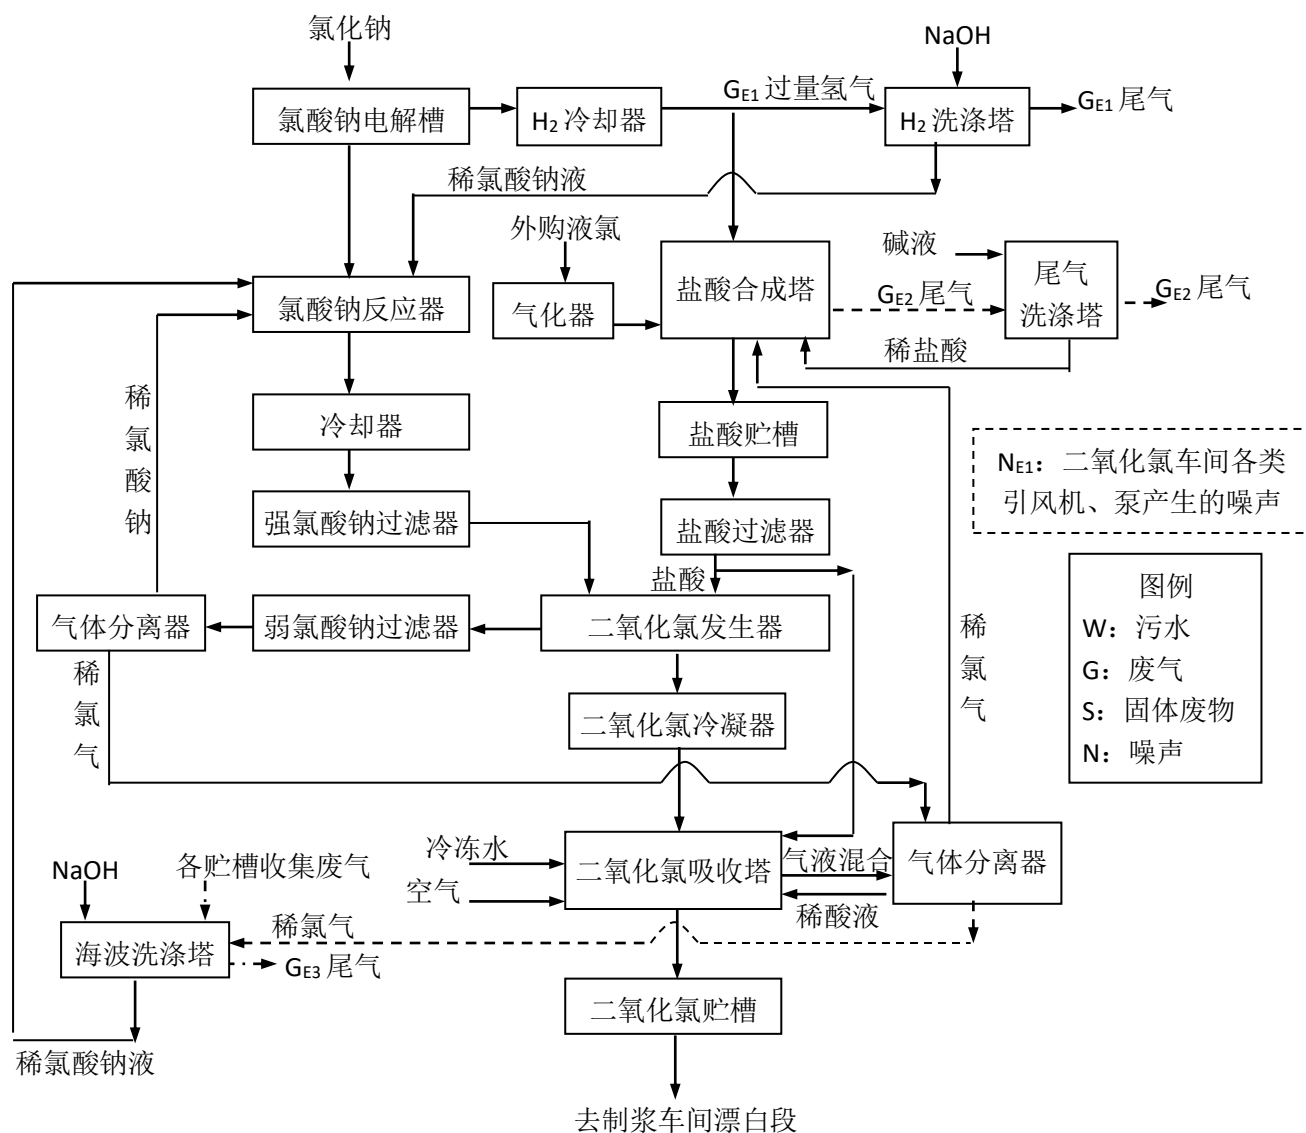 氯化钠
NaOH
氯酸钠电解槽
H2 冷却器
GE1 过量氢气
H2 洗涤塔
GE1 尾气
稀氯酸钠液
外购液氯
碱液
氯酸钠反应器
气化器
盐酸合成塔
GE2 尾气
尾气
洗涤塔
GE2 尾气
稀盐酸
稀
氯
酸
钠
冷却器
盐酸贮槽
NE1：二氧化氯车间各类
引风机、泵产生的噪声
强氯酸钠过滤器
盐酸过滤器
盐酸
气体分离器
弱氯酸钠过滤器
二氧化氯发生器
稀
氯
气
图例
W：污水
G：废气
S：固体废物
N：噪声
稀
氯
气
二氧化氯冷凝器
冷冻水
空气
二氧化氯吸收塔
气液混合
稀酸液
气体分离器
NaOH
各贮槽收集废气
海波洗涤塔
稀氯气
GE3 尾气
二氧化氯贮槽
稀氯酸钠液
去制浆车间漂白段